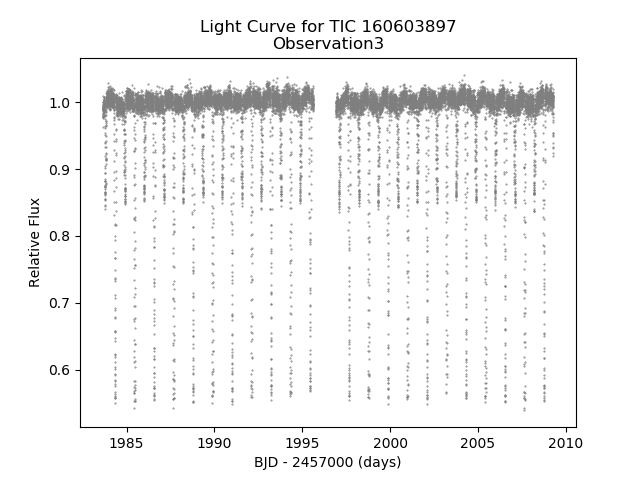 Light Curve for TIC 160603897
Observation3
Relative Flux
1.0
0.9
0.8
0.7
0.6
1985
1990
1995
2000
2005
2010
BJD - 2457000 (days)